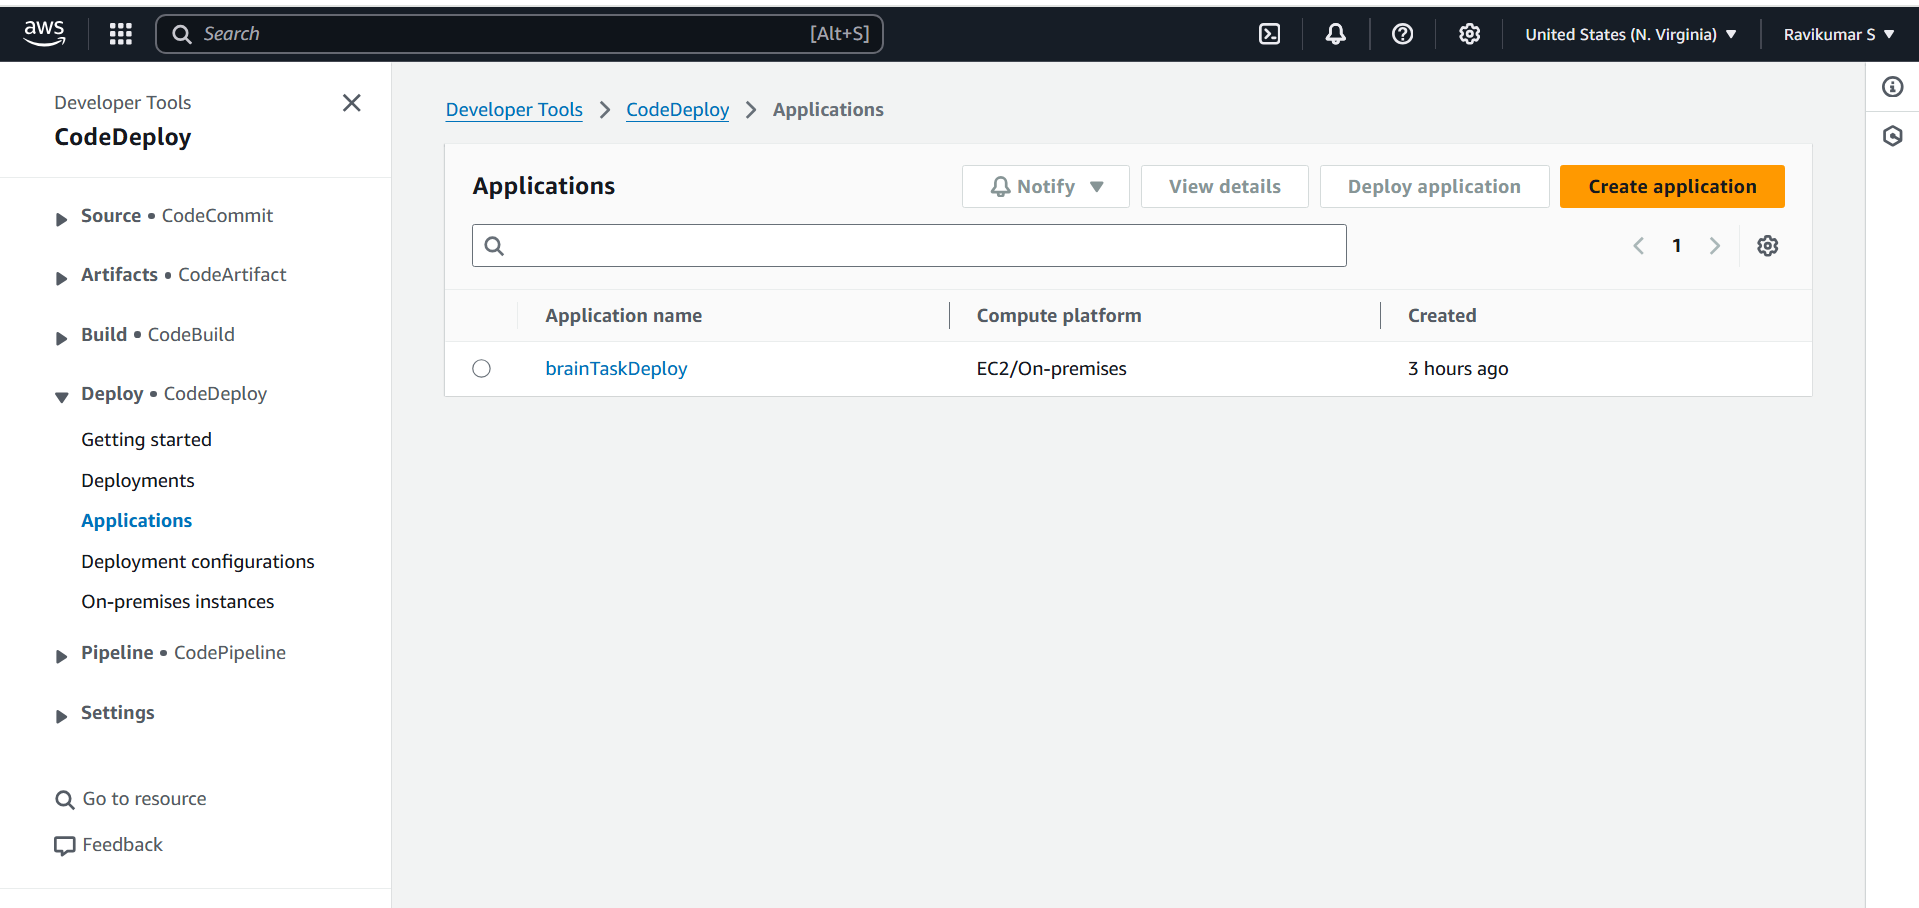 aws
Search [Alt+S]
United States (N. Virginia)
Ravikumar S
Developer Tools
CodeDeploy
Source • CodeCommit
Artifacts • CodeArtifact
Build • CodeBuild
Deploy • CodeDeploy
Getting started
Deployments
Applications
Deployment configurations
On-premises instances
Pipeline • CodePipeline
Settings
Go to resource
Feedback
Developer Tools > CodeDeploy > Applications
Applications
Notify
View details
Deploy application
Create application
1
Application name Compute platform Created
brainTaskDeploy EC2/On-premises 3 hours ago